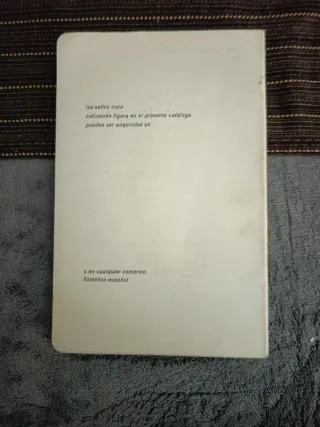 los sellos cuya
cotización figura en el presente catálogo
pueden ser adquiridos en
y en cualquier comercio
filatélico español